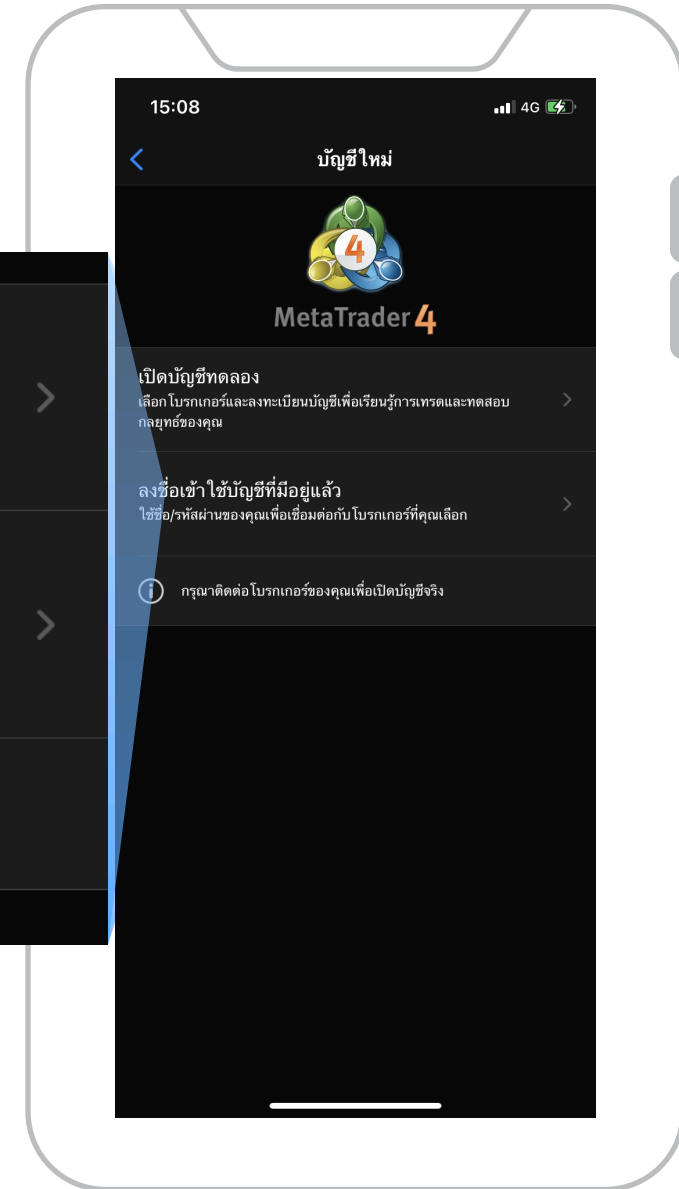 15:08
4G
บัญชีใหม่
4
MetaTrader 4
เปิดบัญชีทดลอง
เลือกโบรกเกอร์และลงทะเบียนบัญชีเพื่อเรียนรู้การเทรดและทดสอบ
กลยุทธ์ของคุณ
ลงชื่อเข้าใช้บัญชีที่มีอยู่แล้ว
ใช้ชื่อ/รหัสผ่านของคุณเพื่อเชื่อมต่อกับโบรกเกอร์ที่คุณเลือก
กรุณาติดต่อโบรกเกอร์ของคุณเพื่อเปิดบัญชีจริง